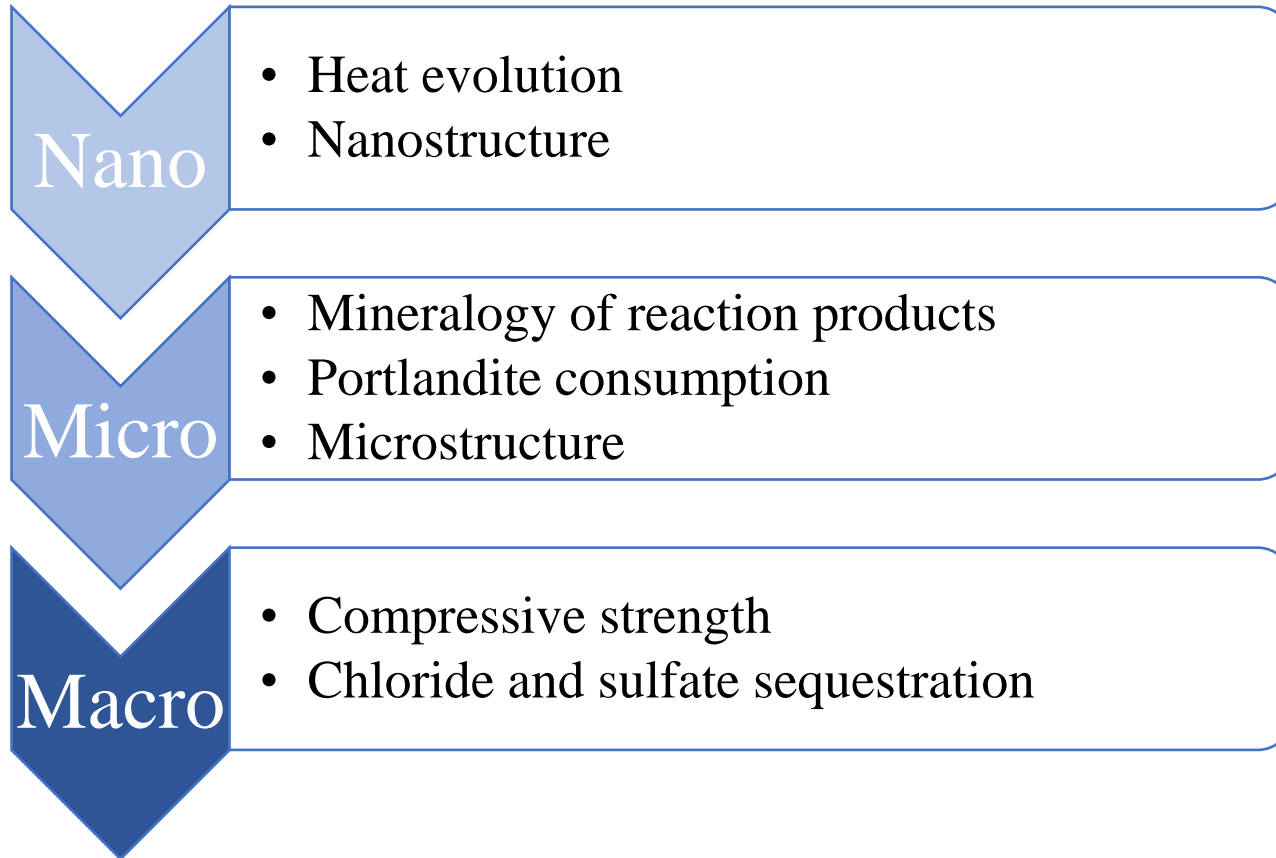 Nano
• Heat evolution
• Nanostructure
Micro
• Mineralogy of reaction products
• Portlandite consumption
• Microstructure
Macro
• Compressive strength
• Chloride and sulfate sequestration